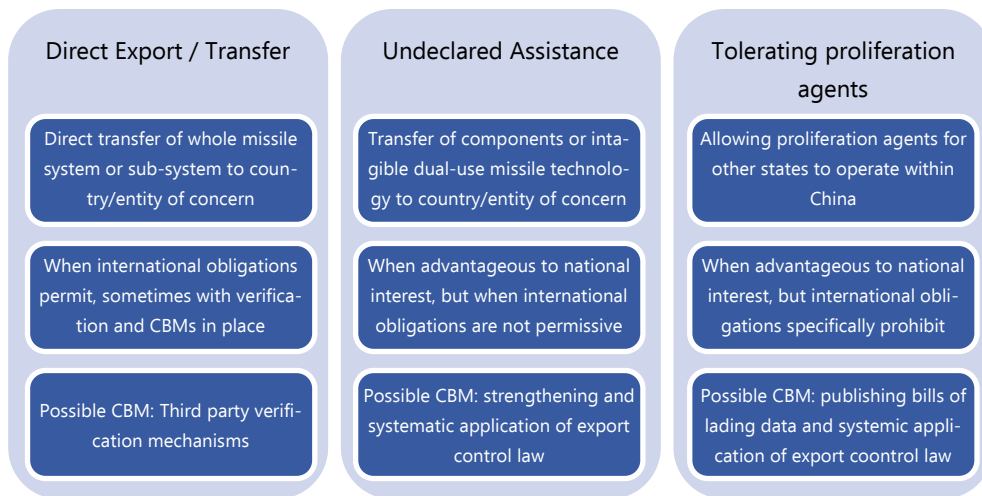 Direct Export / Transfer
Direct transfer of whole missile
system or sub-system to coun-
try/entity of concern
When international obligations
permit, sometimes with verifica-
tion and CBMs in place
Possible CBM: Third party verifi-
cation mechanisms
Undeclared Assistance
Transfer of components or inta-
gible dual-use missile technolo-
gy to country/entity of concern
When advantageous to national
interest, but when international
obligations are not permissive
Possible CBM: strengthening and
systematic application of export
control law
Tolerating proliferation
agents
Allowing proliferation agents for
other states to operate within
China
When advantageous to national
interest, but international obli-
gations specifically prohibit
Possible CBM: publishing bills of
lading data and systemic appli-
cation of export coontrol law